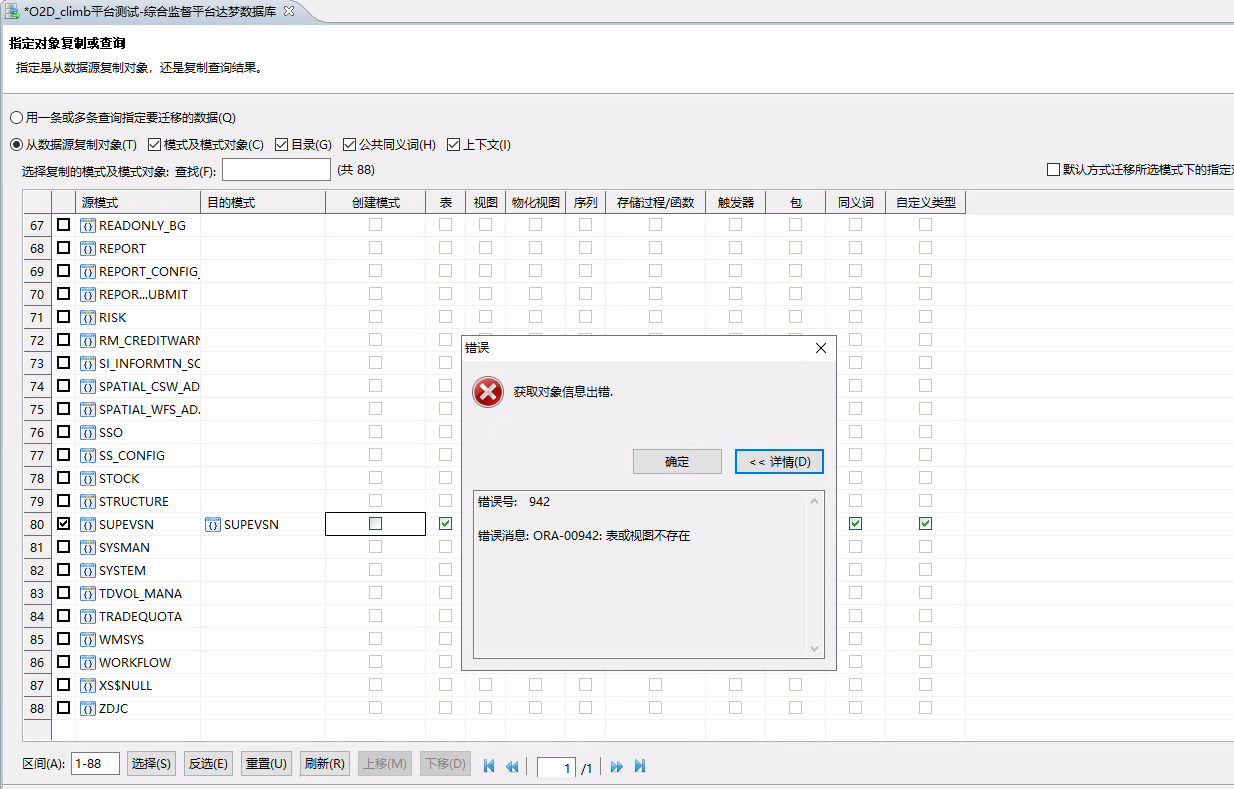 *O2D_climb平台测试-综合监督平台达梦数据库
指定对象复制或查询
指定是从数据源复制对象，还是复制查询结果。
用一条或多条查询指定要迁移的数据(Q)
从数据源复制对象(T) 模式及模式对象(C) 目录(G) 公共同义词(H) 上下文(I)
选择复制的模式及模式对象: 查找(F): (共 88) 默认方式迁移所选模式下的指定
源模式 目的模式 创建模式 表 视图 物化视图 序列 存储过程/函数 触发器 包 同义词 自定义类型
67 READONLY_BG
68 REPORT
69 REPORT_CONFIG_
70 REPOR...UBMIT
71 RISK
72 RM_CREDITWARN
73 SI_INFORMTN_SC
74 SPATIAL_CSW_AD
75 SPATIAL_WFS_AD
76 SSO
77 SS_CONFIG
78 STOCK
79 STRUCTURE
80 SUPEVSN SUPEVSN
81 SYSMAN
82 SYSTEM
83 TDVOL_MANA
84 TRADEQUOTA
85 WMSYS
86 WORKFLOW
87 XS$NULL
88 ZDJC
错误
获取对象信息出错.
确定 << 详情(D)
错误号: 942
错误消息: ORA-00942: 表或视图不存在
区间(A): 1-88 选择(S) 反选(E) 重置(U) 刷新(R) 上移(M) 下移(D) 1 /1